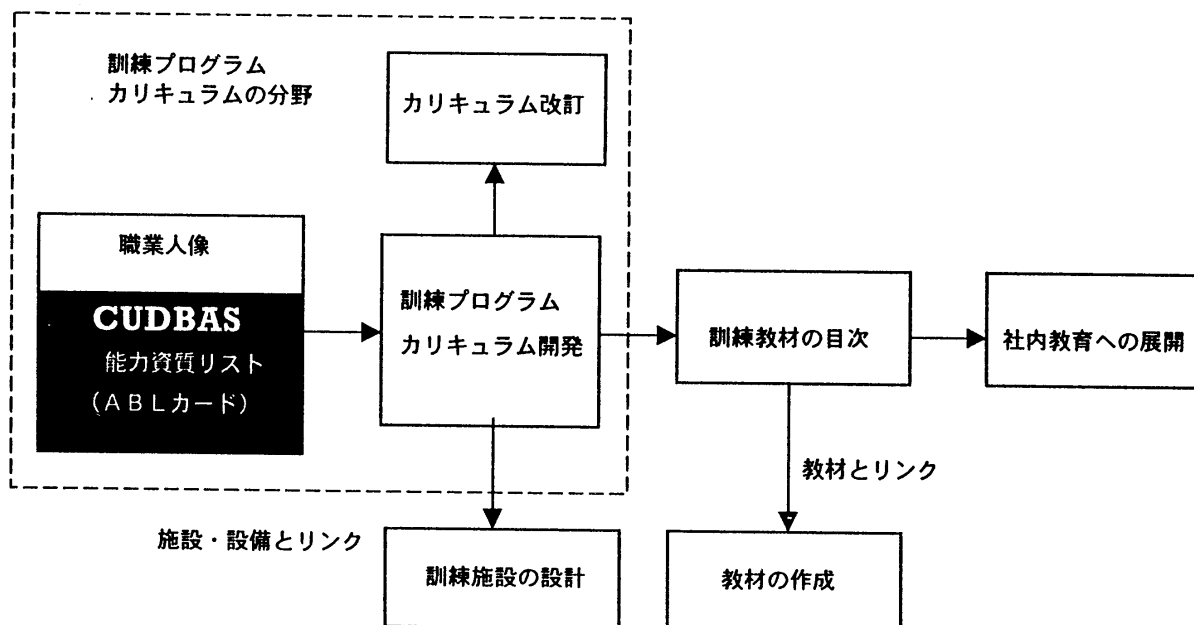 訓練プログラム
カリキュラムの分野
カリキュラム改訂
職業人像
CUDBAS
能力資質リスト
(ABLカード)
訓練プログラム
カリキュラム開発
訓練教材の目次
社内教育への展開
教材とリンク
施設・設備とリンク
訓練施設の設計
教材の作成